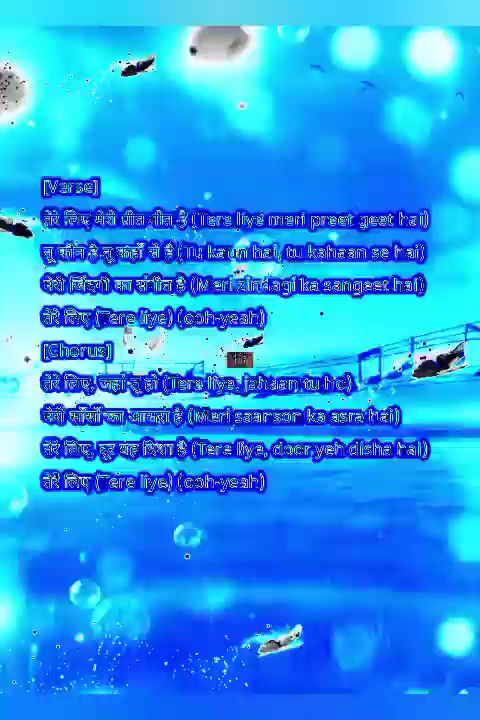 [Verse]
तेरे लिए मेरी प्रीत गीत है (Tere liye meri preet geet hai)
तू कौन है, तू कहाँ से है (Tu kaun hai, tu kahaan se hai)
मेरी ज़िंदगी का संगीत है (Meri zindagi ka sangeet hai)
तेरे लिए (Tere liye) (ooh-yeah)
[Chorus]
तेरे लिए, जहां तू हो (Tere liye, jahaan tu ho)
मेरी साँसों का आसरा है (Meri saanson ka asra hai)
तेरे लिए, दूर यह दिशा है (Tere liye, door yeh disha hai)
तेरे लिए (Tere liye) (ooh-yeah)